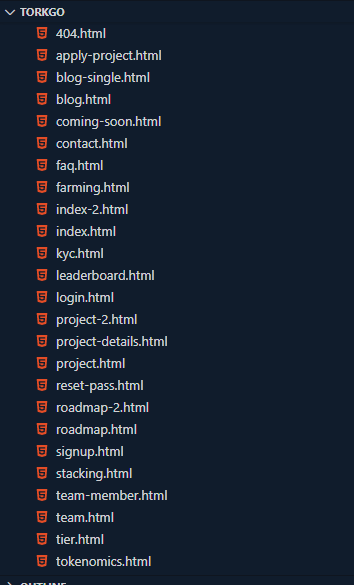 TORKGO
404.html
apply-project.html
blog-single.html
blog.html
coming-soon.html
contact.html
faq.html
farming.html
index-2.html
index.html
kyc.html
leaderboard.html
login.html
project-2.html
project-details.html
project.html
reset-pass.html
roadmap-2.html
roadmap.html
signup.html
stacking.html
team-member.html
team.html
tier.html
tokenomics.html
OUTLINE